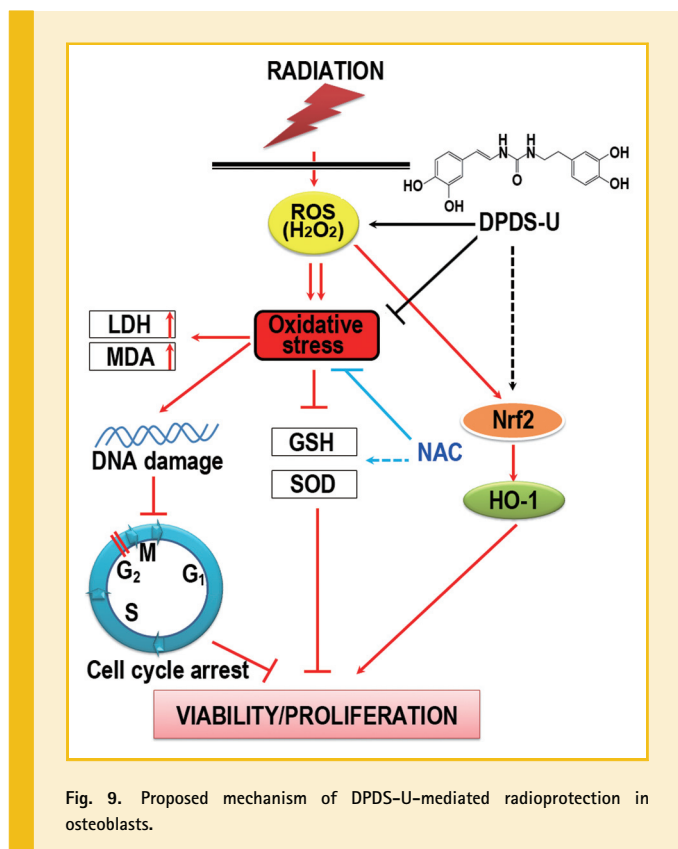 RADIATION
H H
N N
O
HO
OH
OH
OH
ROS
(H₂O₂)
DPDS-U
LDH
MDA
Oxidative
stress
Nrf2
DNA damage
GSH
NAC
SOD
HO-1
M
G₂
G₁
S
Cell cycle arrest
VIABILITY/PROLIFERATION
Fig. 9. Proposed mechanism of DPDS-U-mediated radioprotection in
osteoblasts.